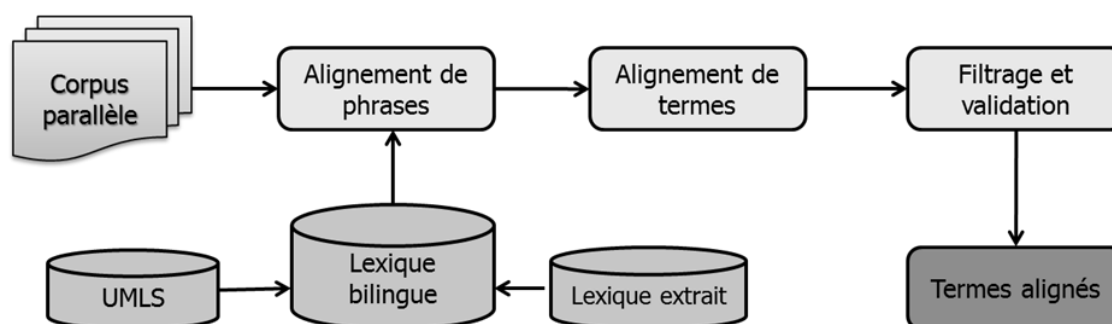 Corpus
parallèle
Alignement de
phrases
Alignement de
termes
Filtrage et
validation
UMLS
Lexique
bilingue
Lexique extrait
Termes alignés